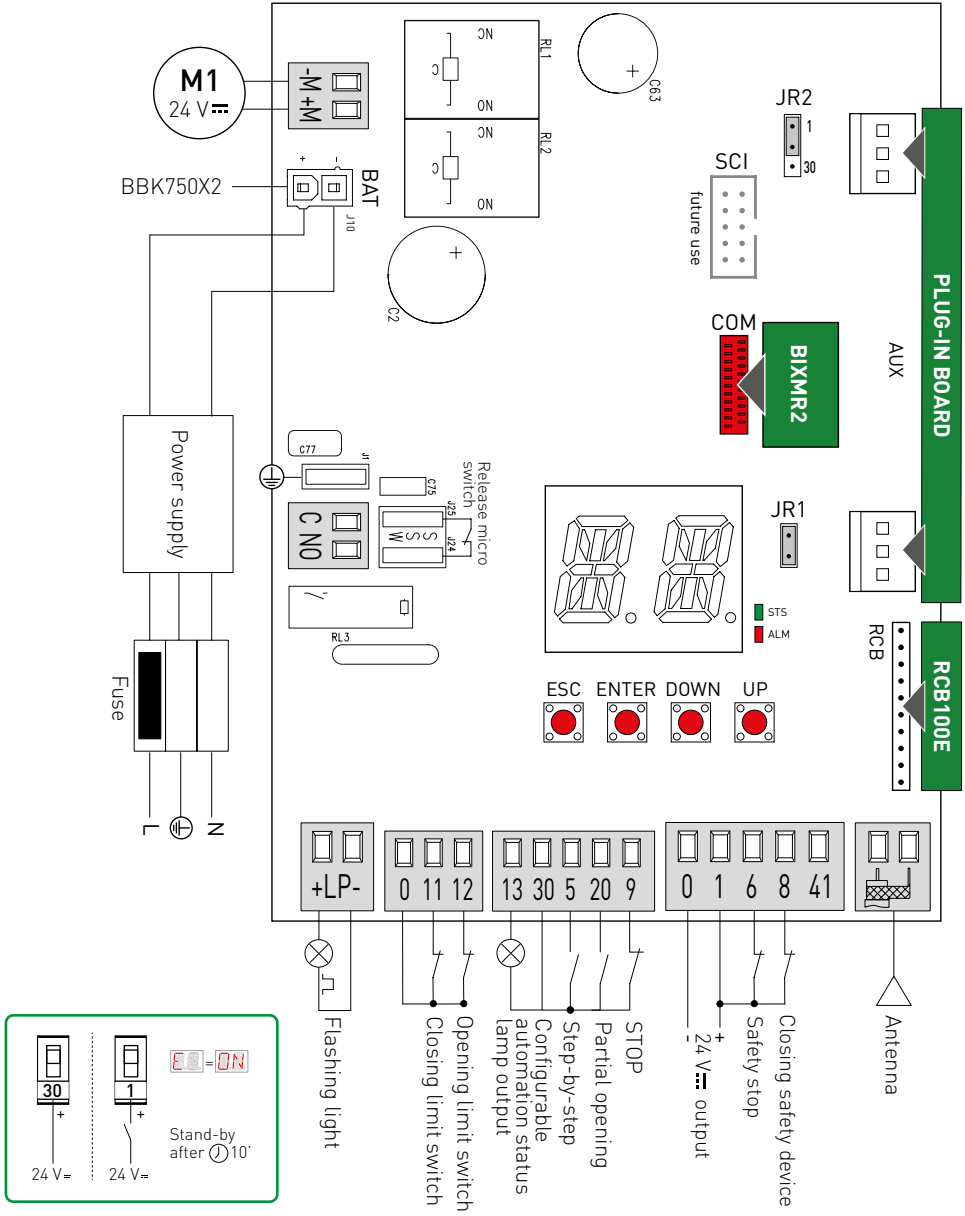 M1
24 V
-M +M
NC
C
NO
RL1
NC
C
NO
RL2
+
C63
JR2
1
30
SCI
future use
PLUG-IN BOARD
AUX
BBK750X2
+
-
BAT
J10
+
C2
COM
BIXMR2
Power supply
C77
J1
C75
Release micro
switch
J25
J24
S S W
C NO
RL3
JR1
STS
ALM
RCB
RCB100E
ESC
ENTER
DOWN
UP
Fuse
L
N
+LP-
0 11 12
13 30 5 20 9
0 1 6 8 41
Flashing light
Closing limit switch
Opening limit switch
Configurable
automation status
lamp output
Step-by-step
Partial opening
STOP
+
24 V output
-
Safety stop
Closing safety device
Antenna
30
+
24 V
1
+
24 V
= ON
Stand-by
after 10'